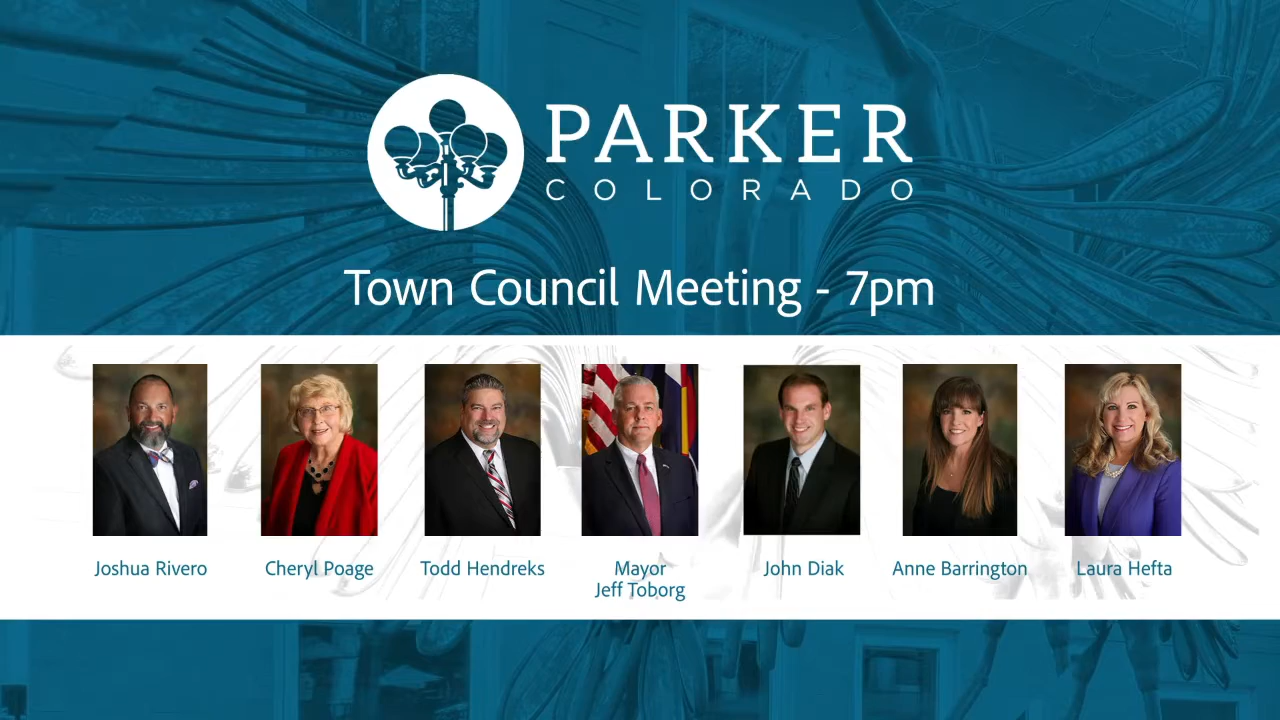 PARKER
COLORADO
Town Council Meeting - 7pm
Joshua Rivero
Cheryl Poage
Todd Hendreks
Mayor
Jeff Toborg
John Diak
Anne Barrington
Laura Hefta